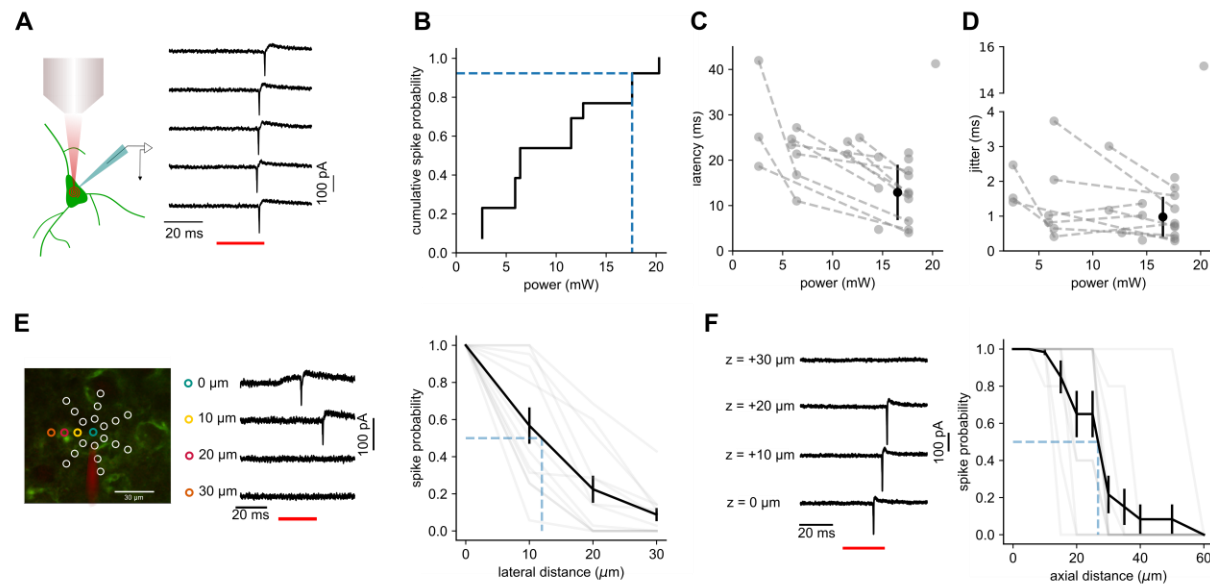 A
100 pA
20 ms
B
cumulative spike probability
1.0
0.8
0.6
0.4
0.2
0.0
0 5 10 15 20
power (mW)
C
latency (ms)
40
30
20
10
0
0 5 10 15 20
power (mW)
D
jitter (ms)
16
14
4
3
2
1
0
0 5 10 15 20
power (mW)
E
30 µm
0 µm
10 µm
20 µm
30 µm
100 pA
20 ms
spike probability
1.0
0.8
0.6
0.4
0.2
0.0
0 10 20 30
lateral distance (µm)
F
z = +30 µm
z = +20 µm
z = +10 µm
z = 0 µm
100 pA
20 ms
spike probability
1.0
0.8
0.6
0.4
0.2
0.0
0 20 40 60
axial distance (µm)